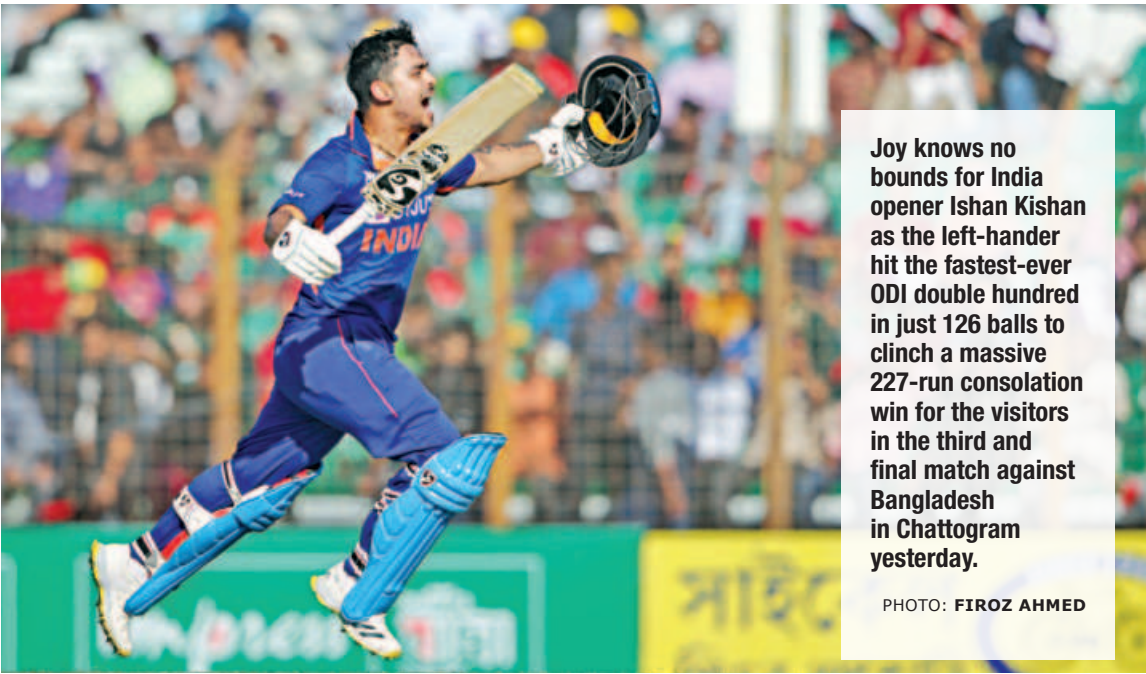 INDIA
Joy knows no
bounds for India
opener Ishan Kishan
as the left-hander
hit the fastest-ever
ODI double hundred
in just 126 balls to
clinch a massive
227-run consolation
win for the visitors
in the third and
final match against
Bangladesh
in Chattogram
yesterday.
PHOTO: FIROZ AHMED